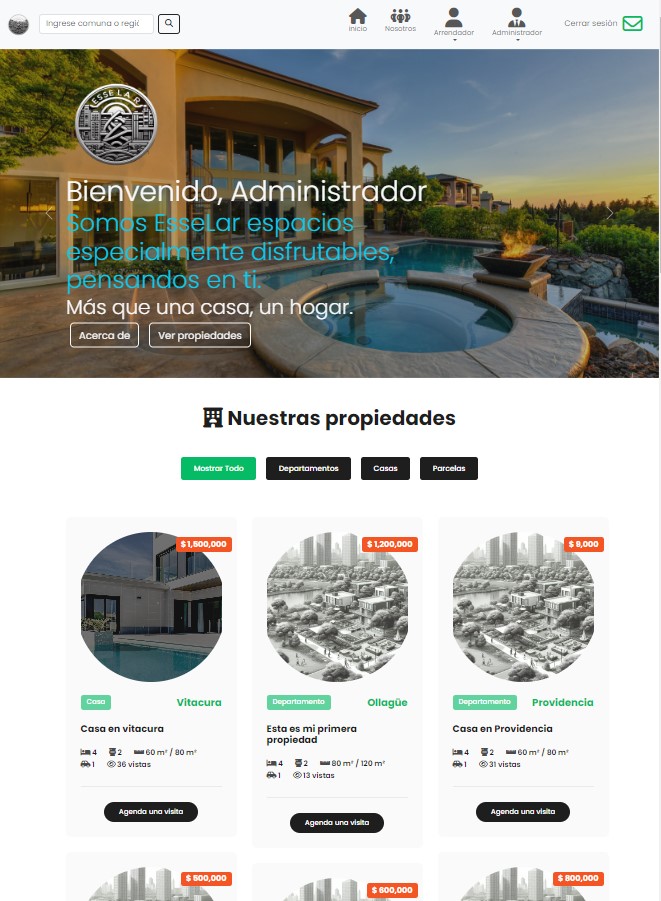 Ingrese comuna o regió
Inicio
Nosotros
Arrendador
Administrador
Cerrar sesión
ESSELAR
Bienvenido, Administrador
Somos EsseLar espacios
especialmente disfrutables,
pensandos en ti.
Más que una casa, un hogar.
Acerca de
Ver propiedades
Nuestras propiedades
Mostrar Todo
Departamentos
Casas
Parcelas
$ 1,500,000
Casa
Vitacura
Casa en vitacura
4 2 60 m² / 80 m²
1 36 vistas
Agenda una visita
$ 1,200,000
Departamento
Ollagüe
Esta es mi primera
propiedad
4 2 80 m² / 120 m²
1 13 vistas
Agenda una visita
$ 8,000
Departamento
Providencia
Casa en Providencia
4 2 60 m² / 80 m²
1 31 vistas
Agenda una visita
$ 500,000
$ 600,000
$ 800,000